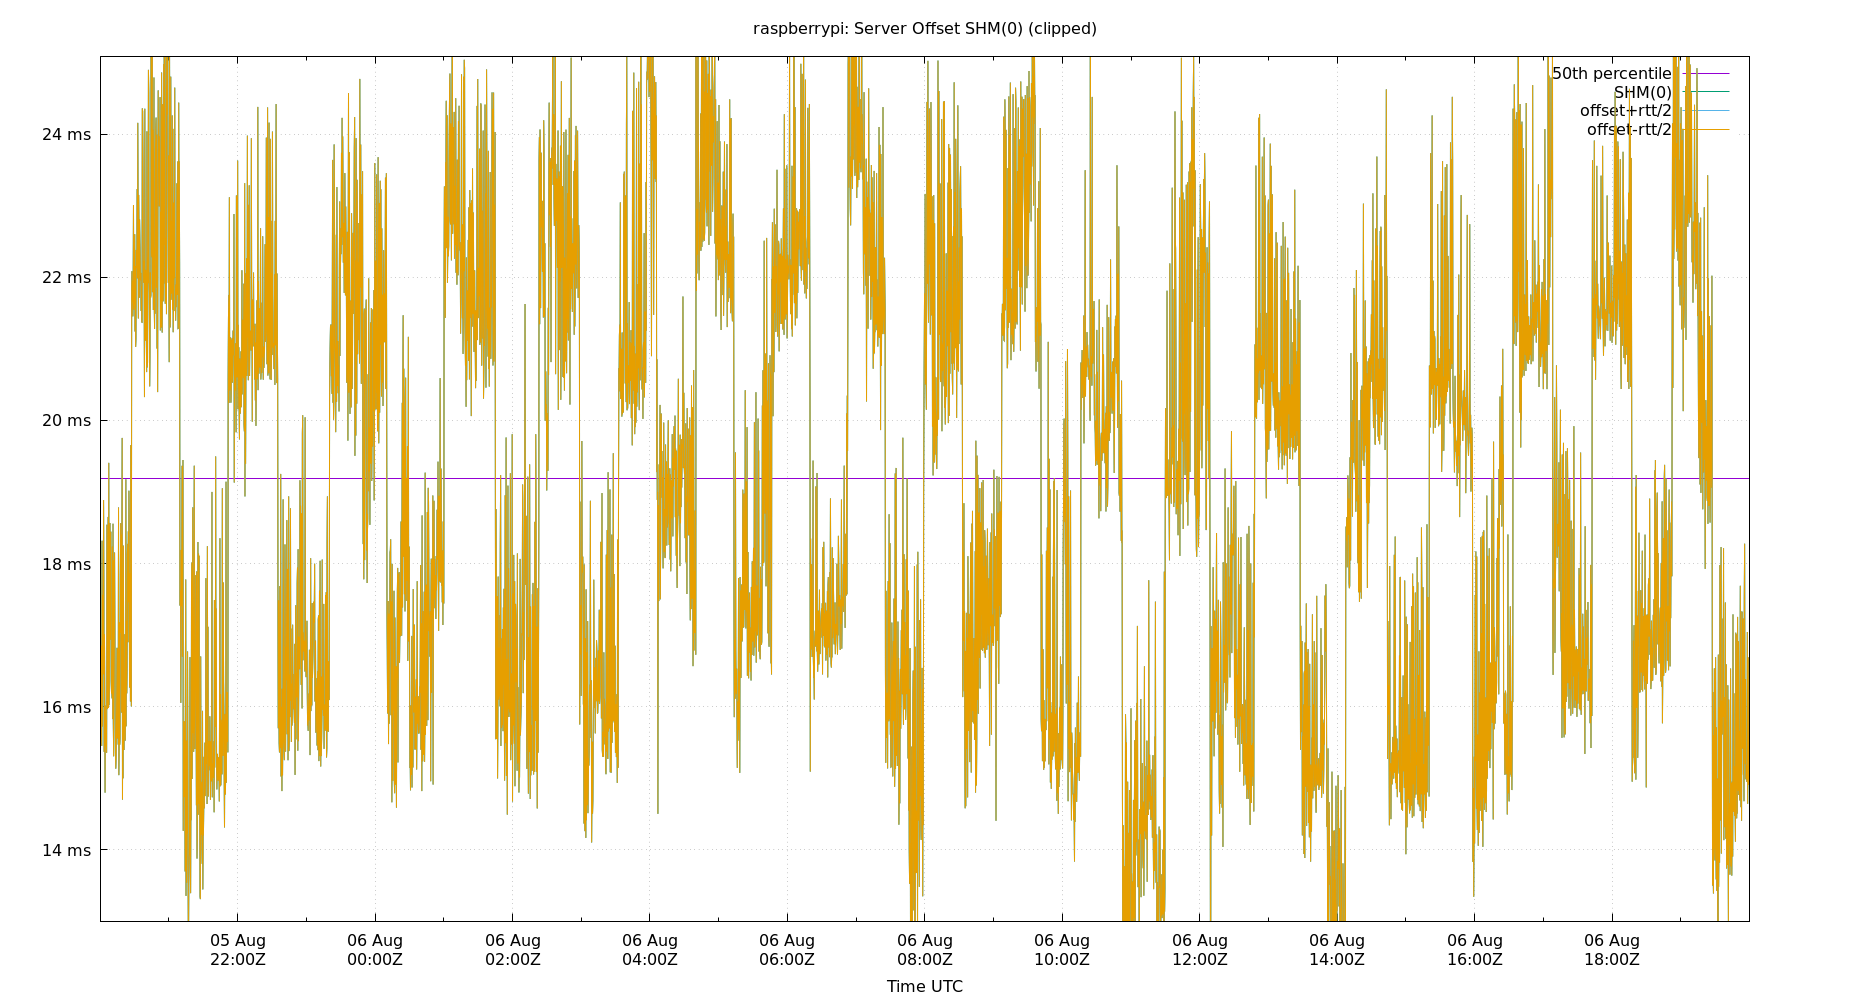 raspberrypi: Server Offset SHM(0) (clipped)
50th percentile
SHM(0)
offset+rtt/2
offset-rtt/2
24 ms
22 ms
20 ms
18 ms
16 ms
14 ms
05 Aug 06 Aug 06 Aug 06 Aug 06 Aug 06 Aug 06 Aug 06 Aug 06 Aug 06 Aug 06 Aug
22:00Z 00:00Z 02:00Z 04:00Z 06:00Z 08:00Z 10:00Z 12:00Z 14:00Z 16:00Z 18:00Z
Time UTC